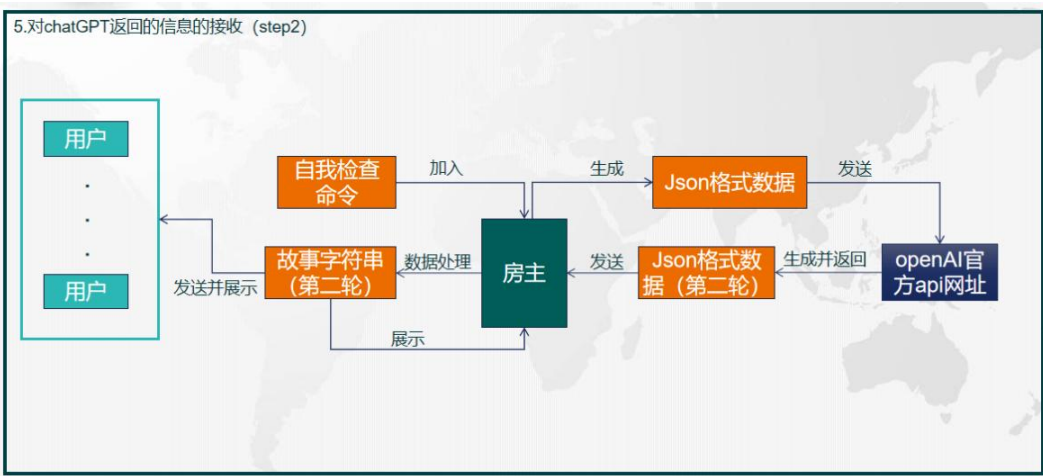 5.对chatGPT返回的信息的接收（step2）
用户
自我检查
命令
加入
生成
Json格式数据
发送
故事字符串
（第二轮）
数据处理
房主
发送
Json格式数
据（第二轮）
生成并返回
openAI官
方api网址
用户
发送并展示
展示